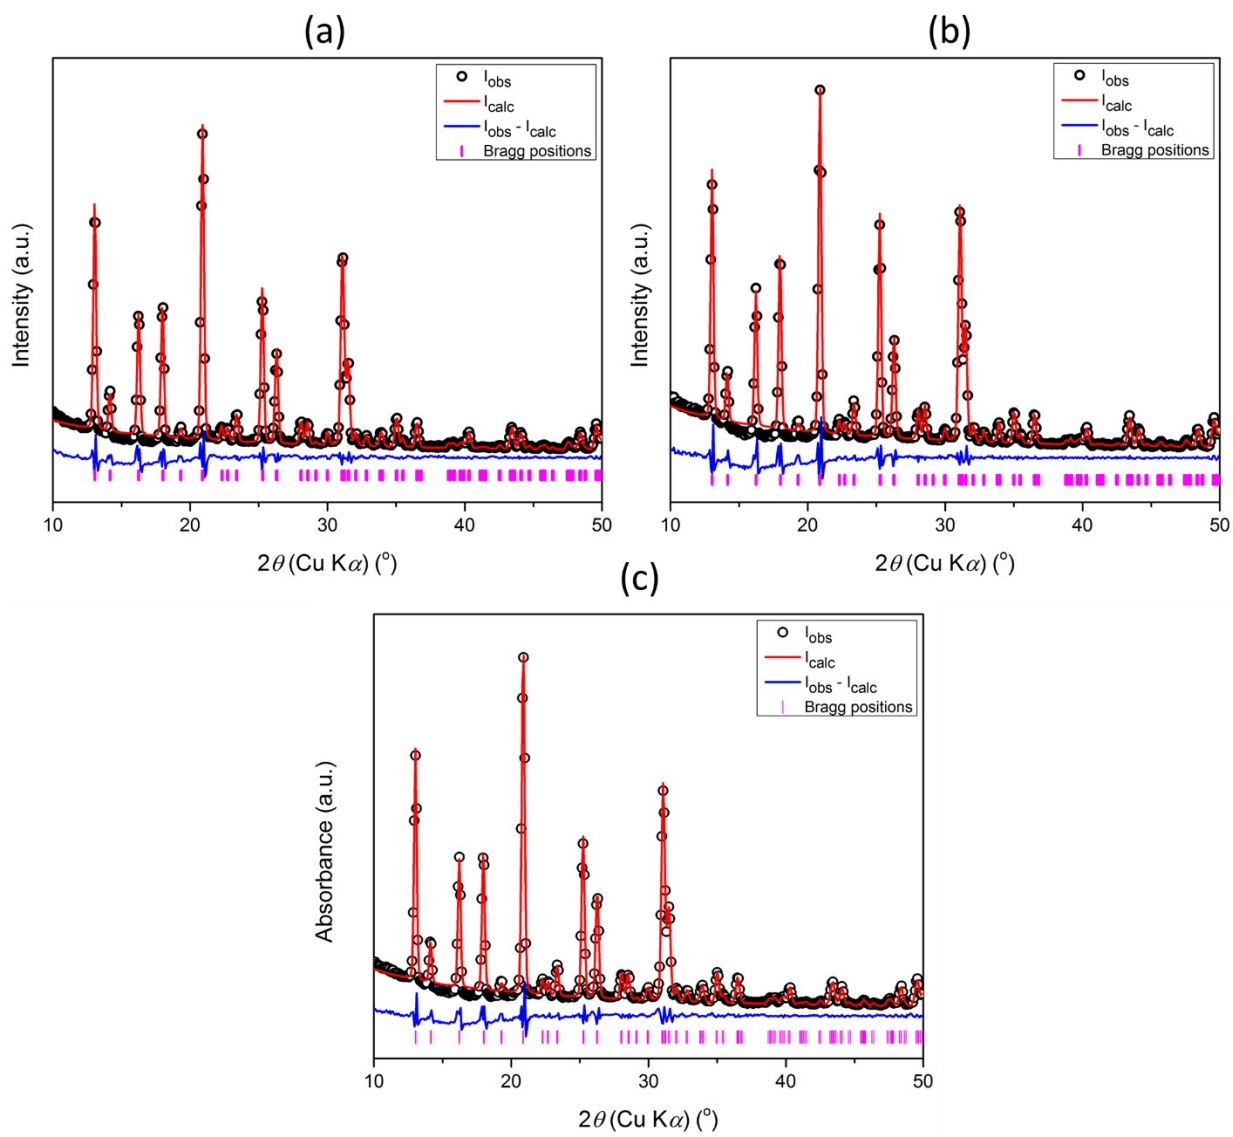 (a)
I_obs
I_calc
I_obs - I_calc
Bragg positions
Intensity (a.u.)
10 20 30 40 50
2θ (Cu Kα) (°)
(b)
I_obs
I_calc
I_obs - I_calc
Bragg positions
Intensity (a.u.)
10 20 30 40 50
2θ (Cu Kα) (°)
(c)
I_obs
I_calc
I_obs - I_calc
Bragg positions
Absorbance (a.u.)
10 20 30 40 50
2θ (Cu Kα) (°)